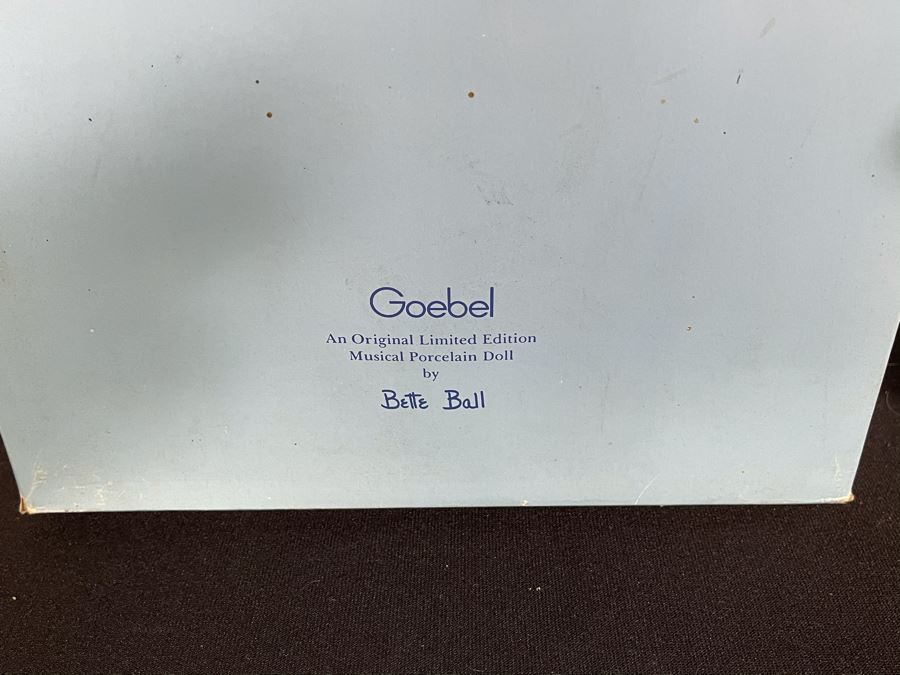 Goebel
An Original Limited Edition
Musical Porcelain Doll
by
Bette Ball